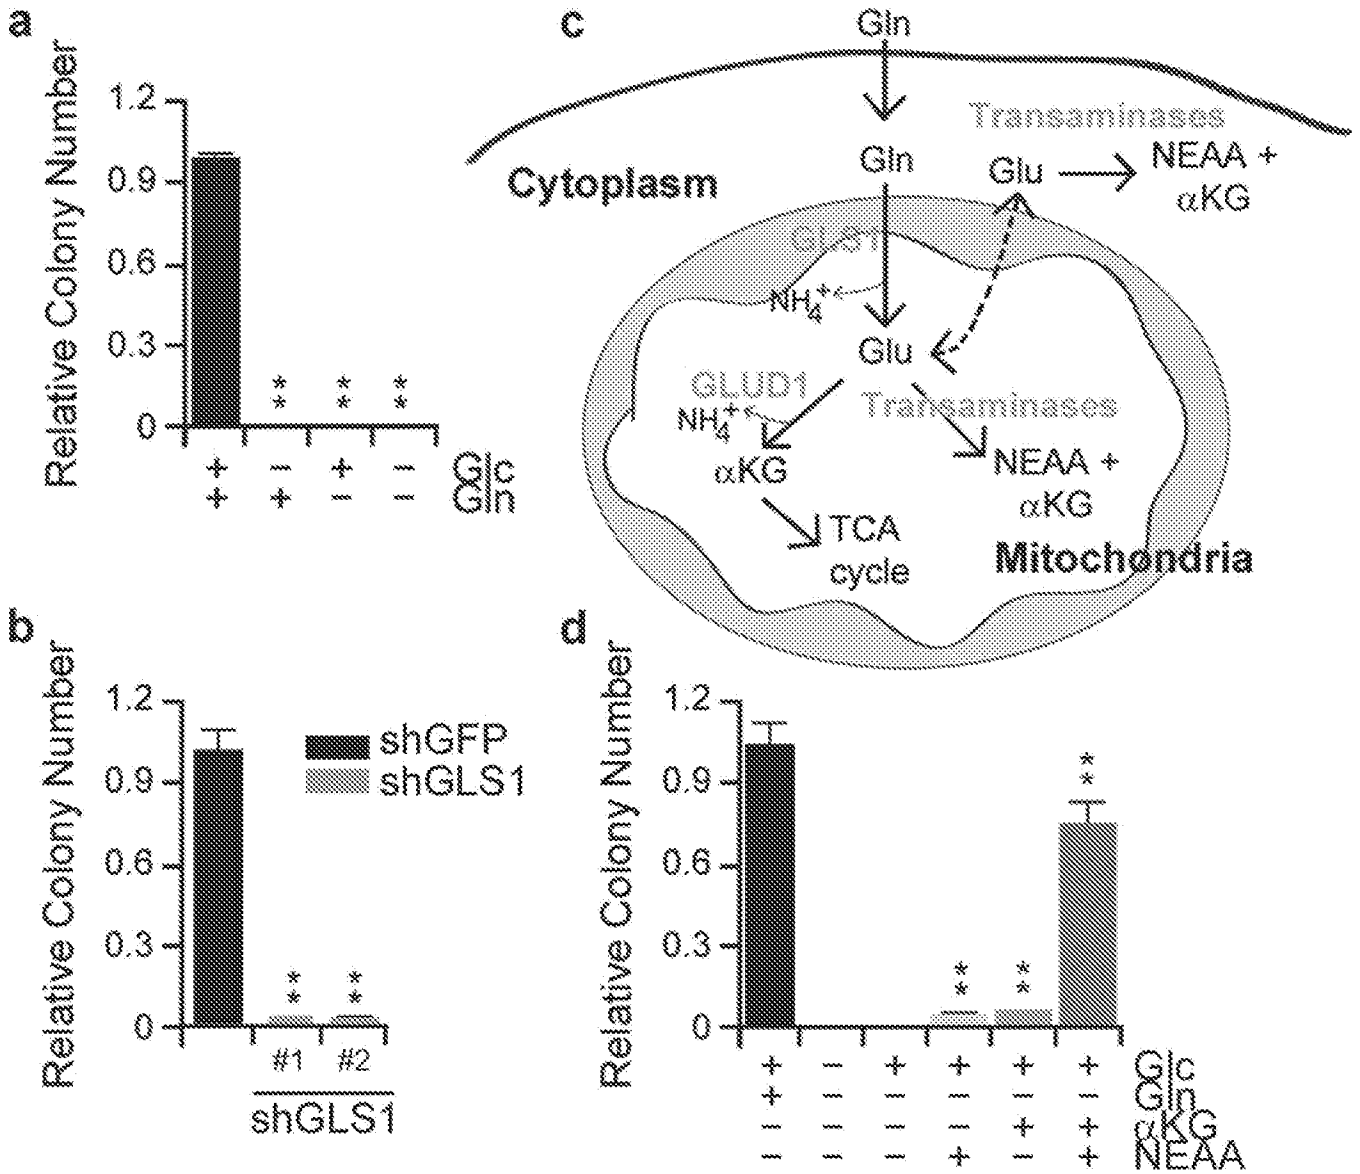 a
Relative Colony Number
1.2
0.9
0.6
0.3
0
* * * * * *
+ − + − Glc
+ + − − Gln
c
Gln
Transaminases
Gln
Glu
NEAA +
αKG
Cytoplasm
GLS1
NH4+
Glu
GLUD1
NH4+
Transaminases
αKG
NEAA +
αKG
TCA
cycle
Mitochondria
b
Relative Colony Number
1.2
0.9
0.6
0.3
0
shGFP
shGLS1
* * * *
#1 #2
shGLS1
d
Relative Colony Number
1.2
0.9
0.6
0.3
0
* * * * * *
+ − + + + + Glc
+ − − − − − Gln
− − − − + + αKG
− − − + − + NEAA